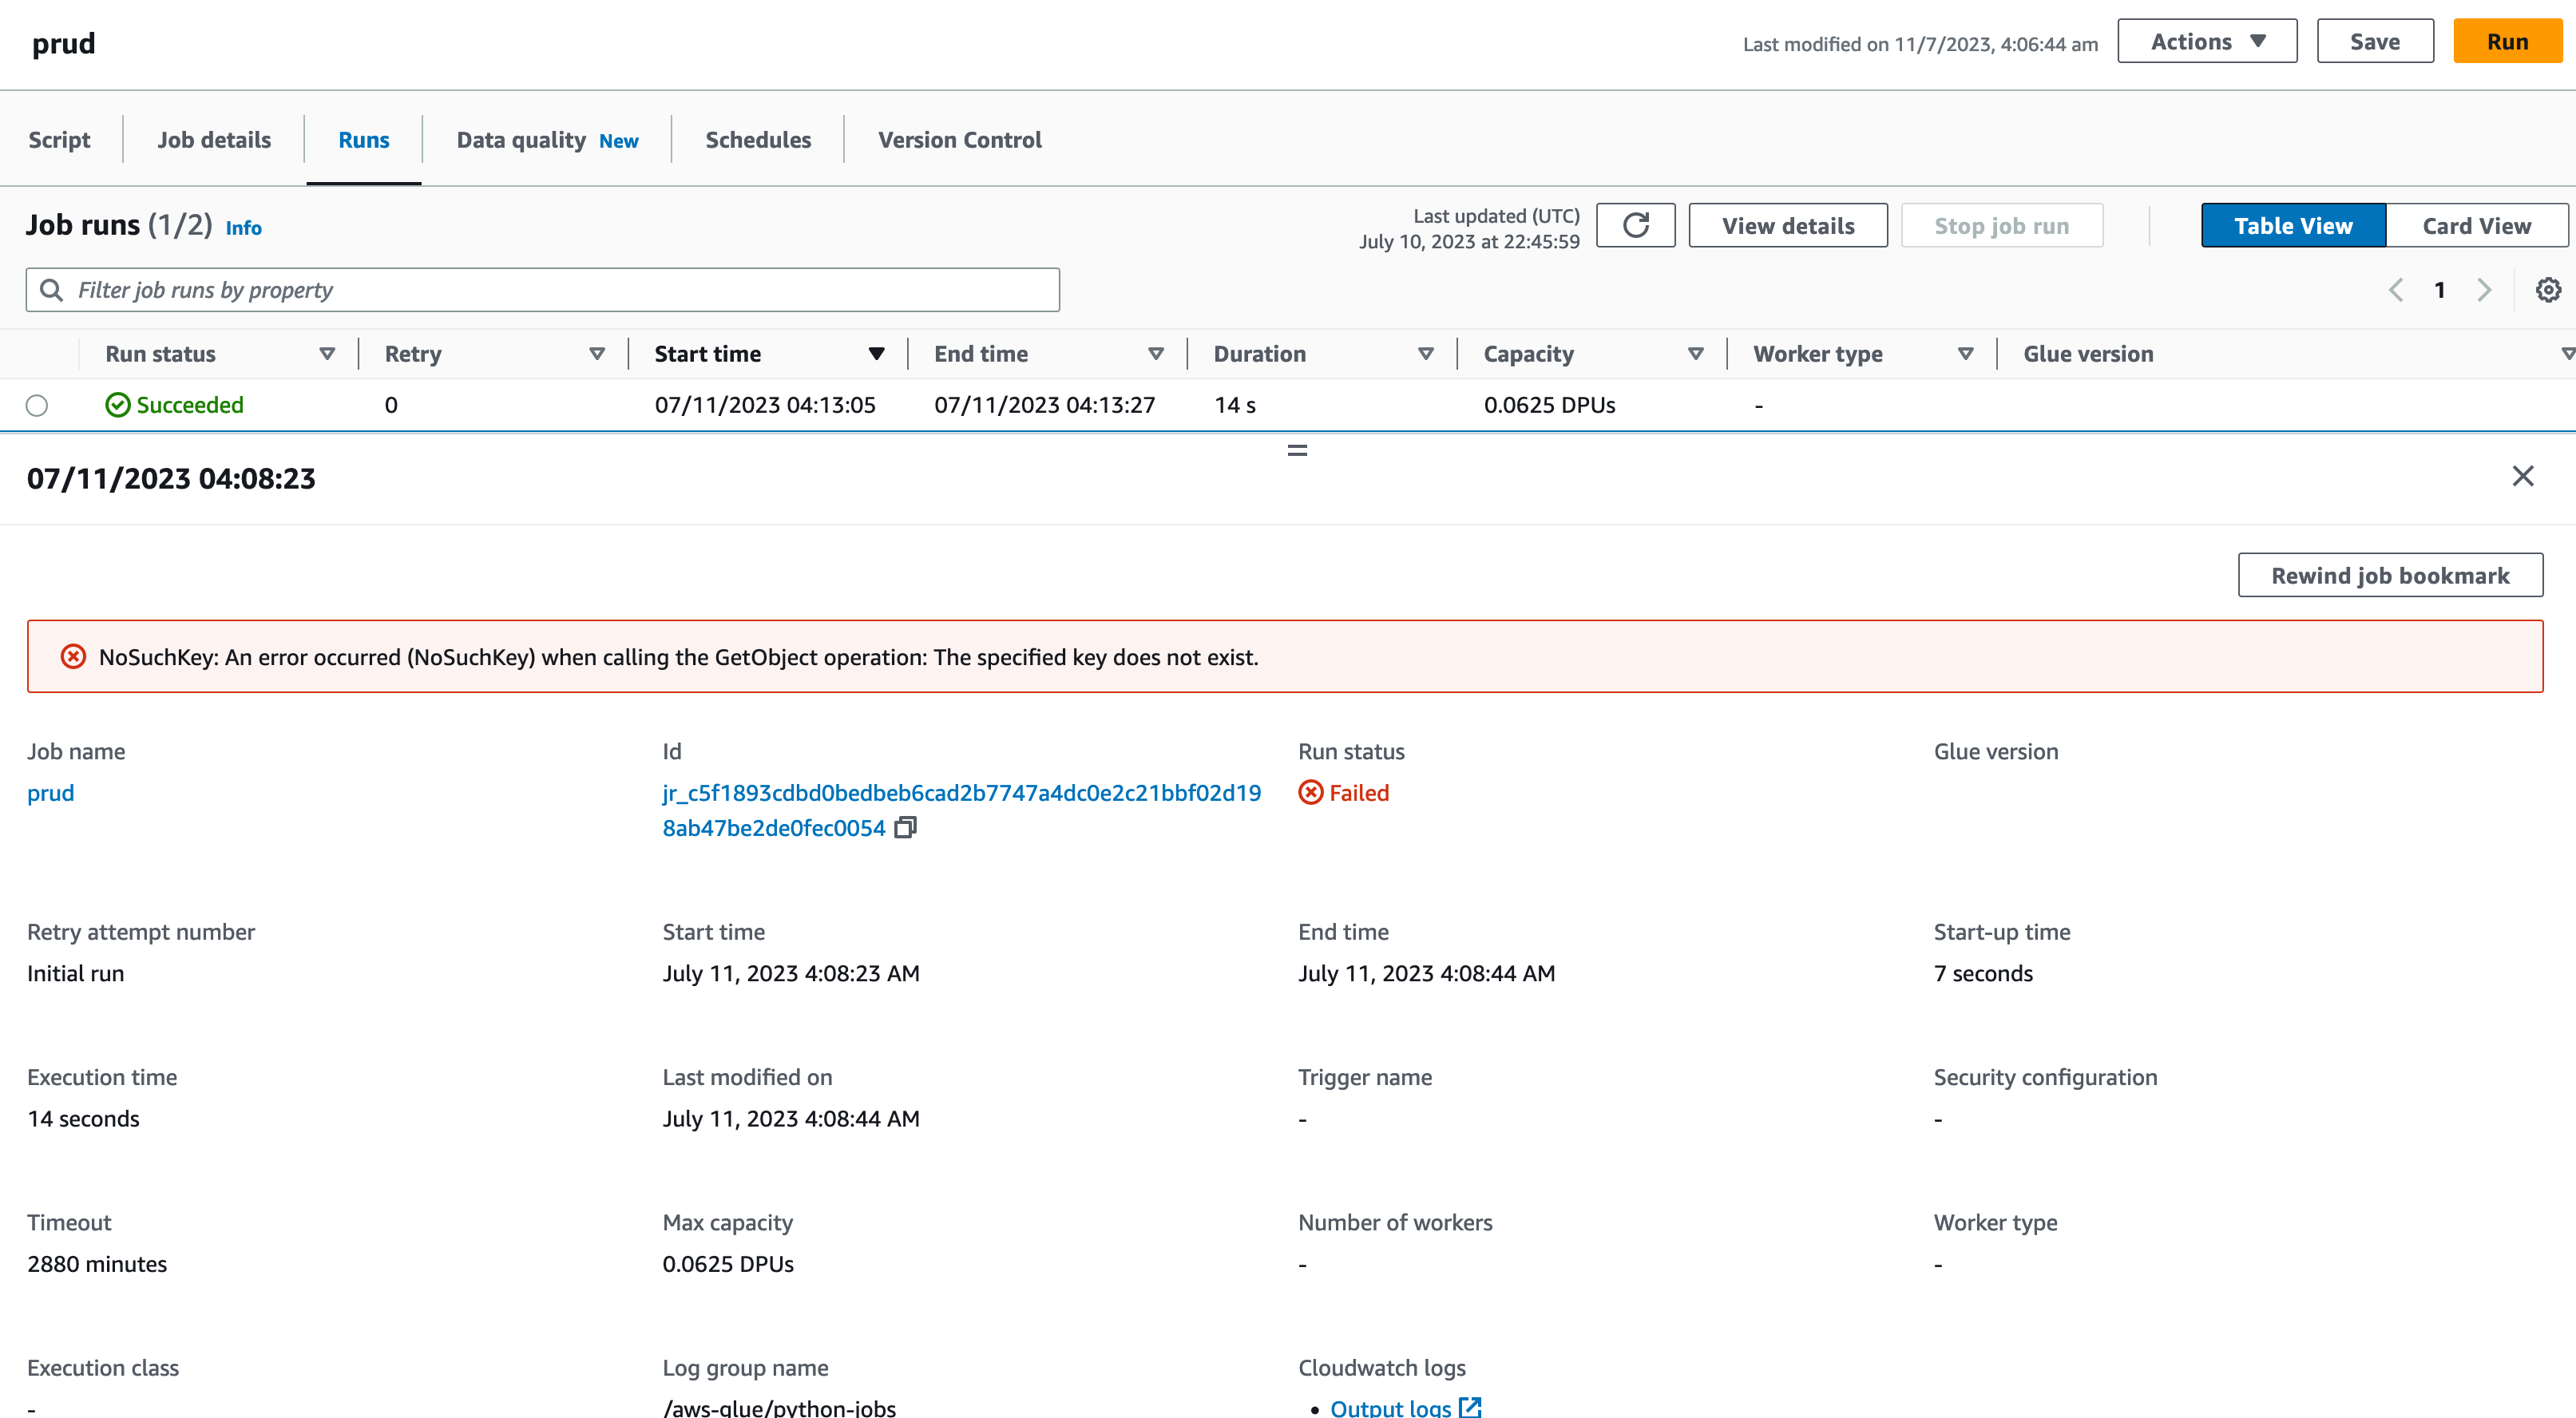 prud
Last modified on 11/7/2023, 4:06:44 am
Actions
Save
Run
Script
Job details
Runs
Data quality New
Schedules
Version Control
Job runs (1/2) Info
Last updated (UTC)
July 10, 2023 at 22:45:59
View details
Stop job run
Table View
Card View
Filter job runs by property
1
Run status Retry Start time End time Duration Capacity Worker type Glue version
Succeeded 0 07/11/2023 04:13:05 07/11/2023 04:13:27 14 s 0.0625 DPUs -
07/11/2023 04:08:23
Rewind job bookmark
NoSuchKey: An error occurred (NoSuchKey) when calling the GetObject operation: The specified key does not exist.
Job name Id Run status Glue version
prud jr_c5f1893cdbd0bedbeb6cad2b7747a4dc0e2c21bbf02d19 Failed
8ab47be2de0fec0054
Retry attempt number Start time End time Start-up time
Initial run July 11, 2023 4:08:23 AM July 11, 2023 4:08:44 AM 7 seconds
Execution time Last modified on Trigger name Security configuration
14 seconds July 11, 2023 4:08:44 AM - -
Timeout Max capacity Number of workers Worker type
2880 minutes 0.0625 DPUs - -
Execution class Log group name Cloudwatch logs
- /aws-glue/python-jobs • Output logs